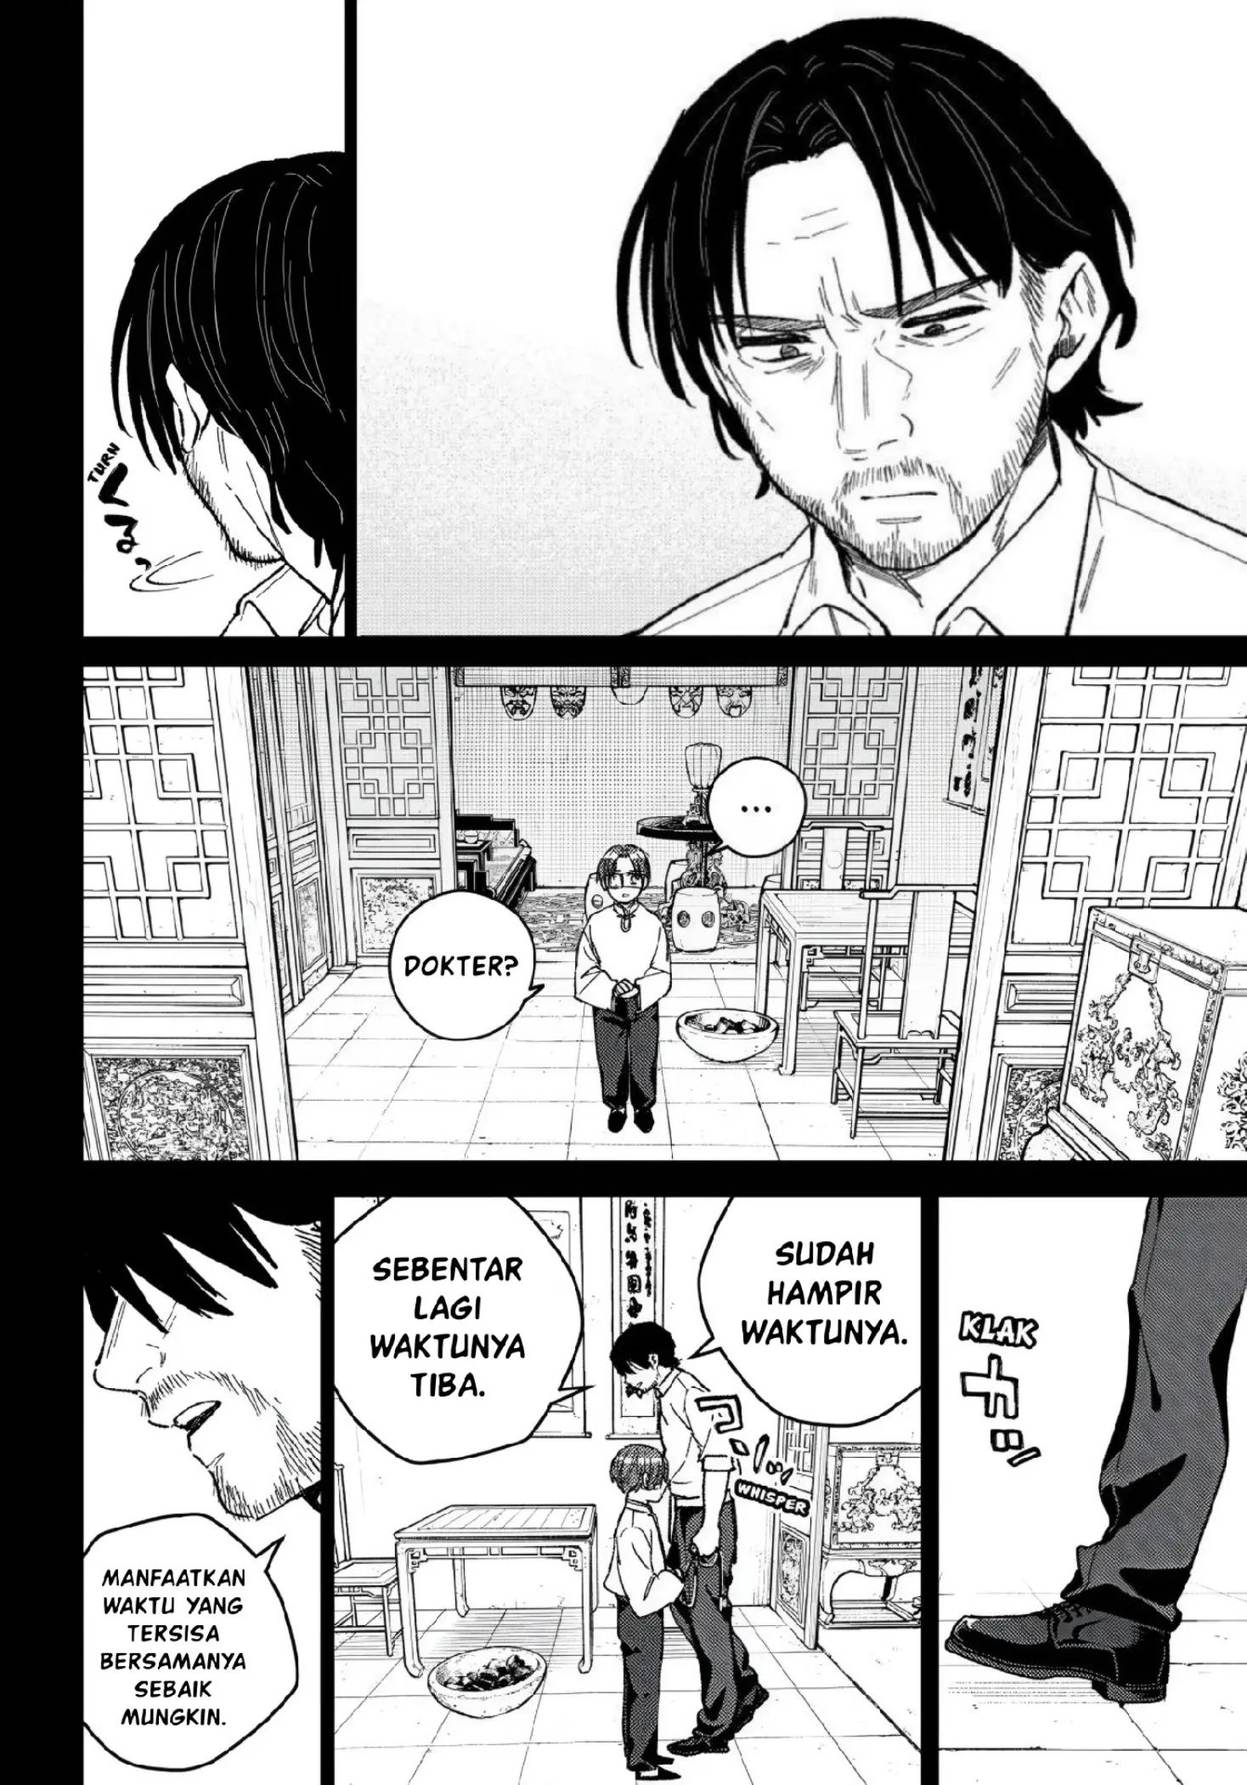 TURN
...
DOKTER?
KLAK
SUDAH
HAMPIR
WAKTUNYA.
WHISPER
SEBENTAR
LAGI
WAKTUNYA
TIBA.
MANFAATKAN
WAKTU YANG
TERSISA
BERSAMANYA
SEBAIK
MUNGKIN.